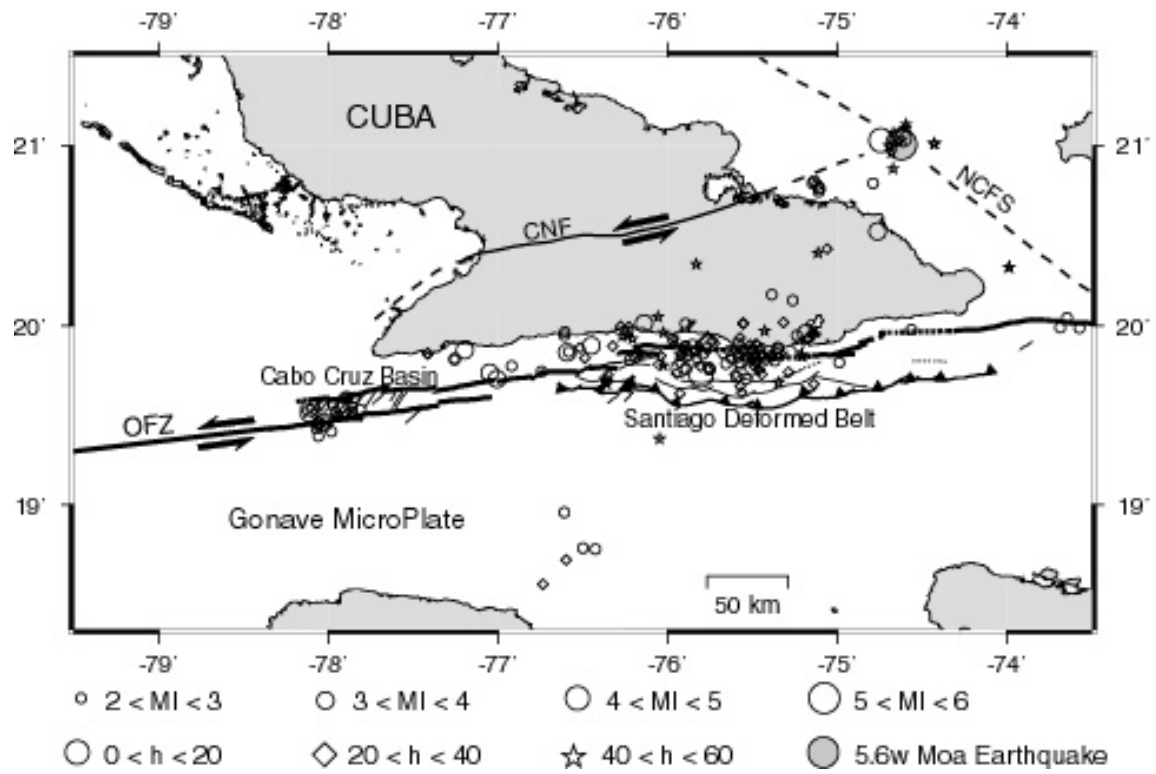 -79' -78' -77' -76' -75' -74'
CUBA
21' 21'
NCFS
CNF
20' 20'
Cabo Cruz Basin
Santiago Deformed Belt
OFZ
19' 19'
Gonave MicroPlate
50 km
-79' -78' -77' -76' -75' -74'
2 < Ml < 3 3 < Ml < 4 4 < Ml < 5 5 < Ml < 6
0 < h < 20 20 < h < 40 40 < h < 60 5.6w Moa Earthquake